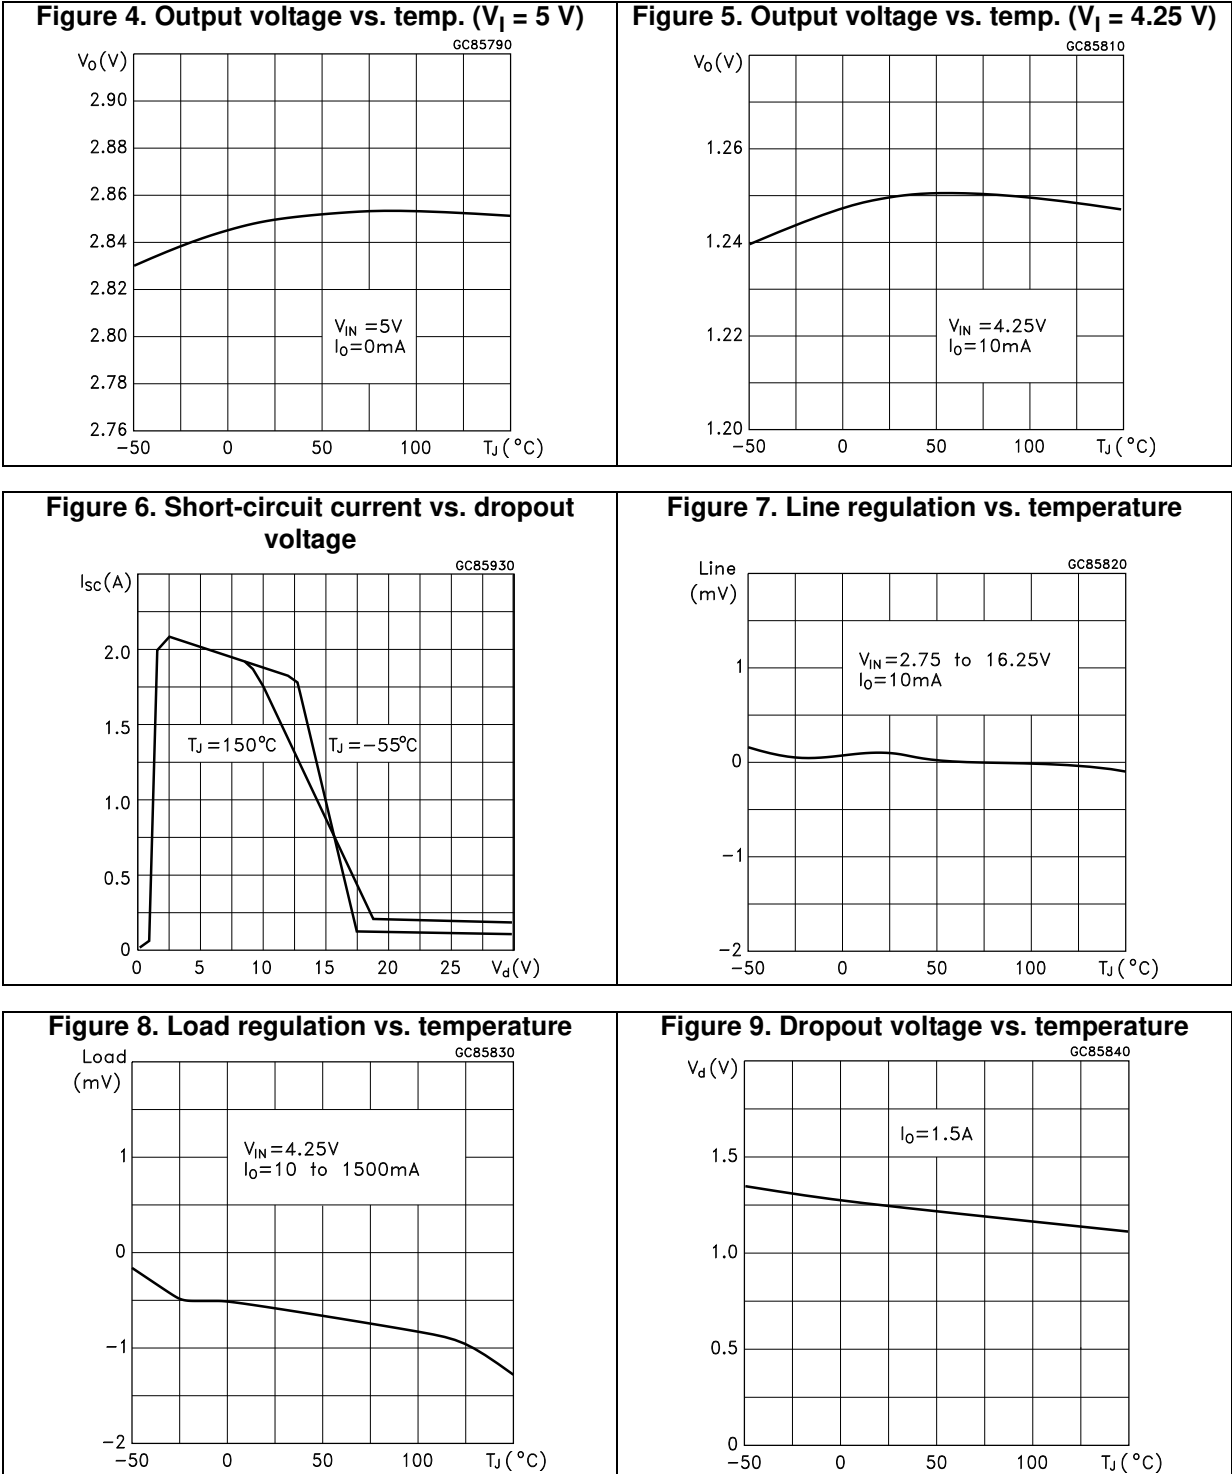 Figure 4. Output voltage vs. temp. (VI = 5 V)
GC85790
VO(V)
2.90
2.88
2.86
2.84
2.82
2.80
2.78
2.76
VIN =5V
IO=0mA
-50 0 50 100 TJ(°C)
Figure 5. Output voltage vs. temp. (VI = 4.25 V)
GC85810
VO(V)
1.26
1.24
1.22
1.20
VIN=4.25V
IO=10mA
-50 0 50 100 TJ(°C)
Figure 6. Short-circuit current vs. dropout
voltage
GC85930
ISC(A)
2.0
1.5
1.0
0.5
0
TJ=150°C TJ=-55°C
0 5 10 15 20 25 Vd(V)
Figure 7. Line regulation vs. temperature
GC85820
Line
(mV)
1
0
-1
-2
VIN=2.75 to 16.25V
IO=10mA
-50 0 50 100 TJ(°C)
Figure 8. Load regulation vs. temperature
GC85830
Load
(mV)
1
0
-1
-2
VIN=4.25V
IO=10 to 1500mA
-50 0 50 100 TJ(°C)
Figure 9. Dropout voltage vs. temperature
GC85840
Vd(V)
1.5
1.0
0.5
0
IO=1.5A
-50 0 50 100 TJ(°C)